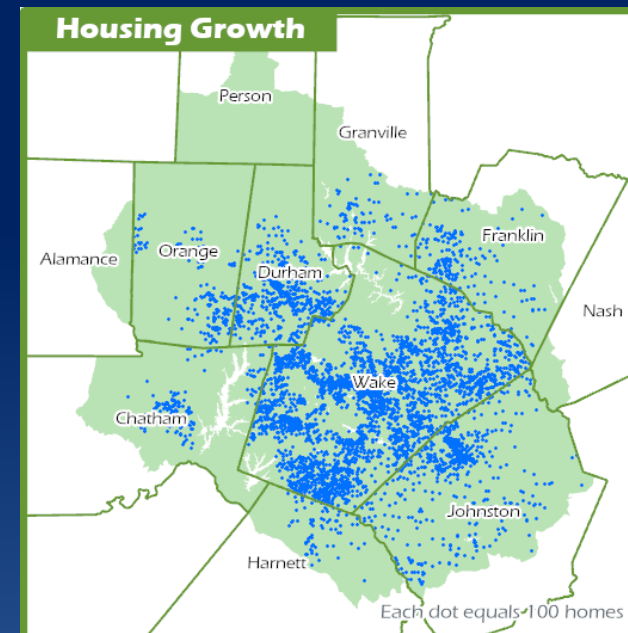 Housing Growth
Person
Granville
Franklin
Alamance
Orange
Durham
Nash
Wake
Chatham
Johnston
Harnett
Each dot equals 100 homes